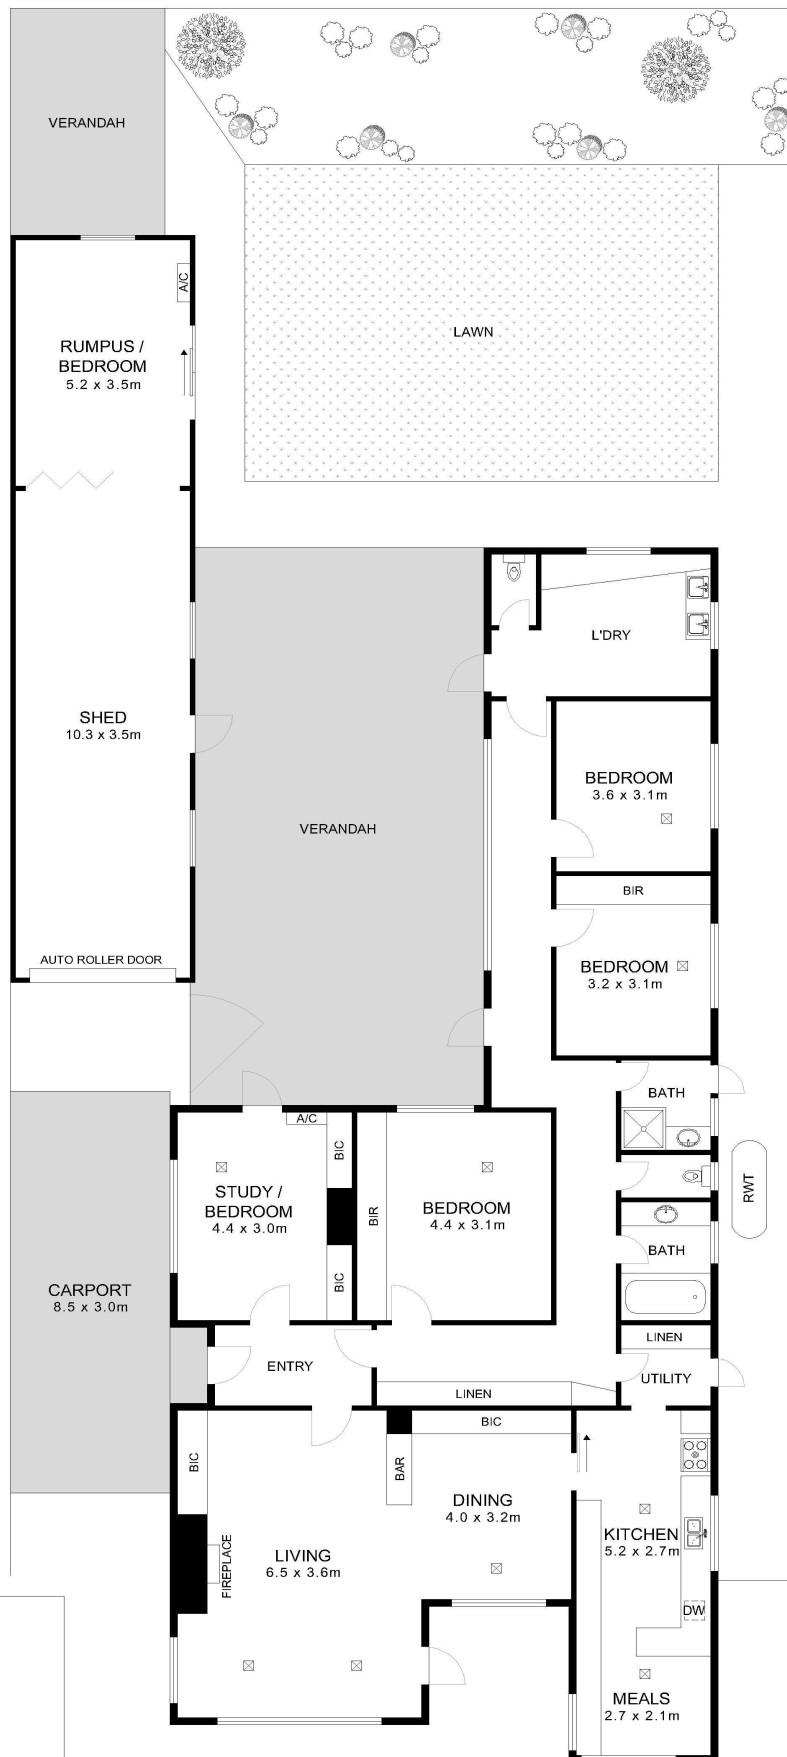 VERANDAH
A/C
RUMPUS /
BEDROOM
5.2 x 3.5m
LAWN
L'DRY
SHED
10.3 x 3.5m
BEDROOM
3.6 x 3.1m
VERANDAH
BIR
AUTO ROLLER DOOR
BEDROOM
3.2 x 3.1m
BATH
A/C
BIC
STUDY /
BEDROOM
4.4 x 3.0m
BIR
BEDROOM
4.4 x 3.1m
RWT
BATH
BIC
CARPORT
8.5 x 3.0m
LINEN
ENTRY
UTILITY
LINEN
BIC
BIC
BAR
DINING
4.0 x 3.2m
KITCHEN
5.2 x 2.7m
LIVING
6.5 x 3.6m
FIREPLACE
DW
MEALS
2.7 x 2.1m